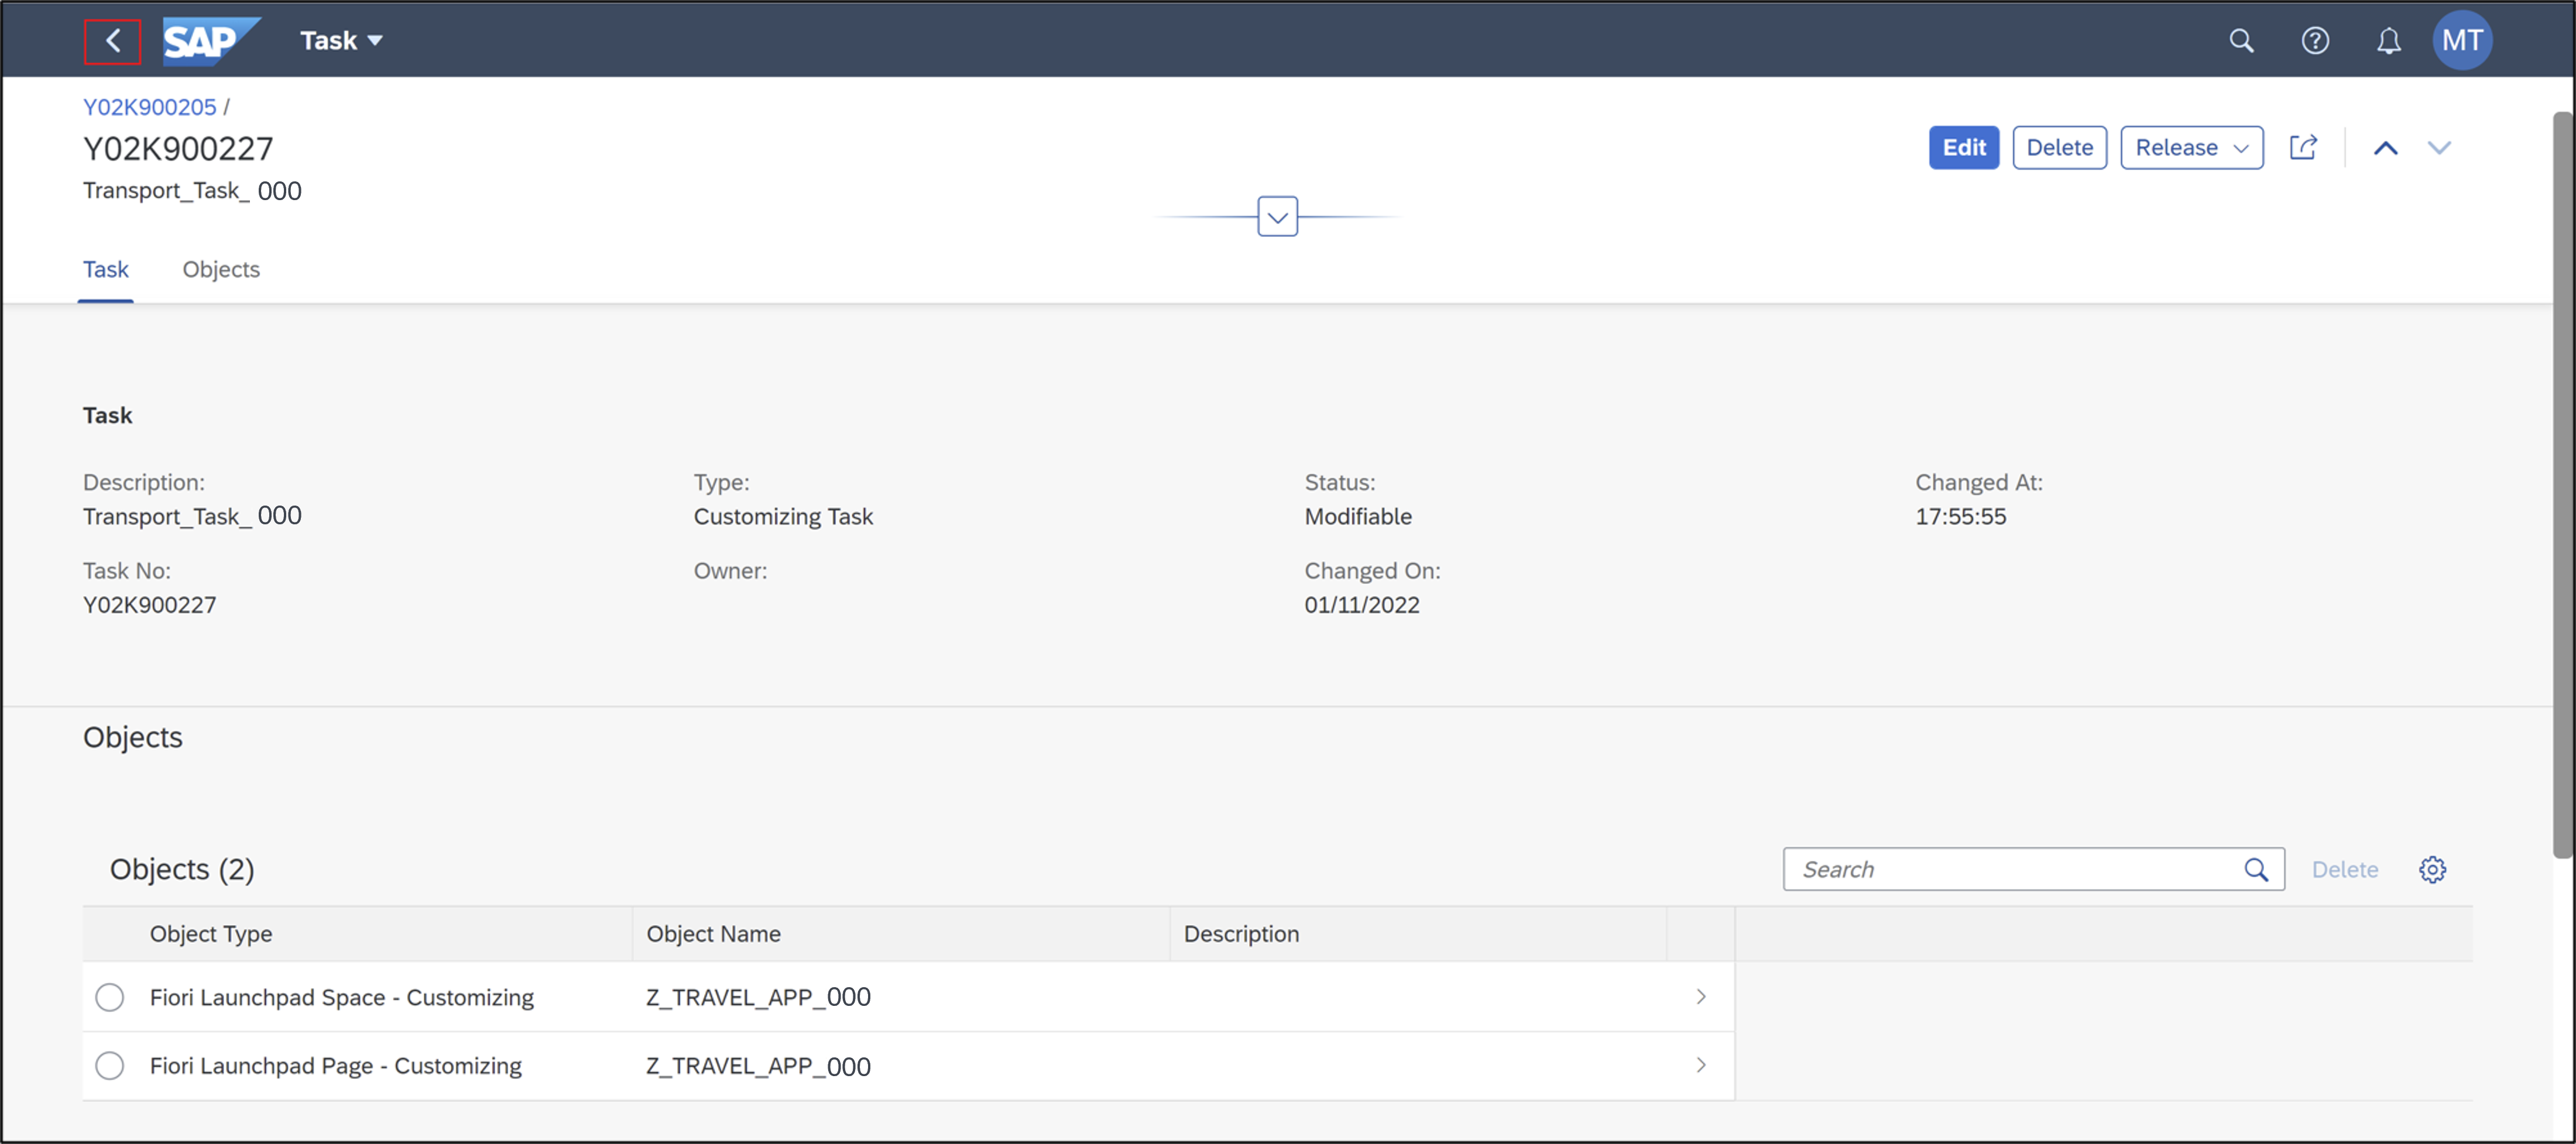 SAP Task MT
Y02K900205 /
Y02K900227
Edit Delete Release
Transport_Task_ 000
Task Objects
Task
Description: Type: Status: Changed At:
Transport_Task_ 000 Customizing Task Modifiable 17:55:55
Task No: Owner: Changed On:
Y02K900227 01/11/2022
Objects
Objects (2) Search Delete
Object Type Object Name Description
Fiori Launchpad Space - Customizing Z_TRAVEL_APP_000
Fiori Launchpad Page - Customizing Z_TRAVEL_APP_000